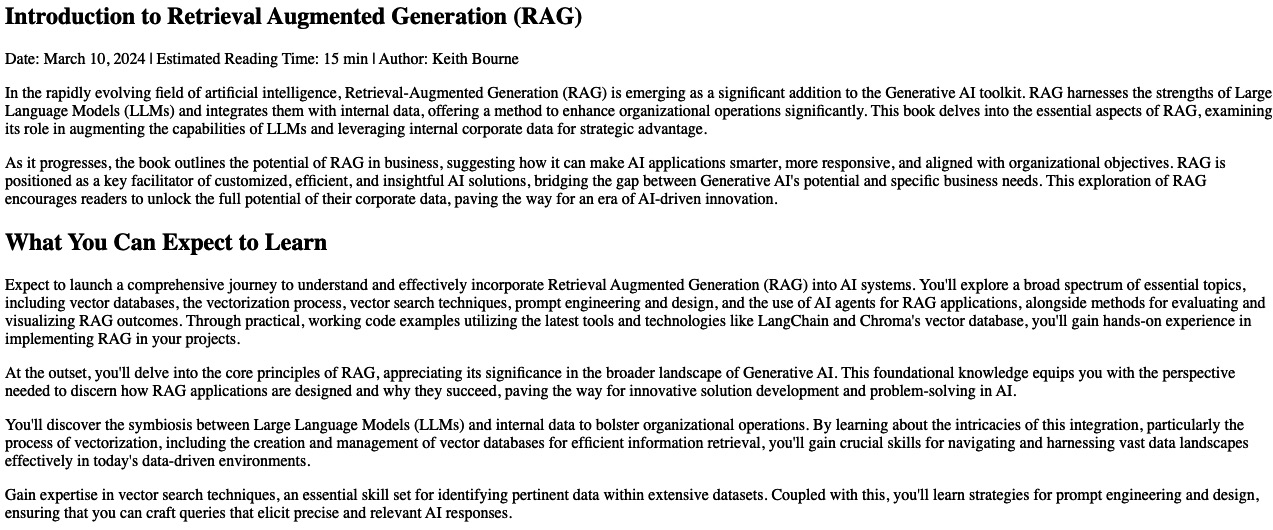 Introduction to Retrieval Augmented Generation (RAG)
Date: March 10, 2024 | Estimated Reading Time: 15 min | Author: Keith Bourne
In the rapidly evolving field of artificial intelligence, Retrieval-Augmented Generation (RAG) is emerging as a significant addition to the Generative AI toolkit. RAG harnesses the strengths of Large
Language Models (LLMs) and integrates them with internal data, offering a method to enhance organizational operations significantly. This book delves into the essential aspects of RAG, examining
its role in augmenting the capabilities of LLMs and leveraging internal corporate data for strategic advantage.
As it progresses, the book outlines the potential of RAG in business, suggesting how it can make AI applications smarter, more responsive, and aligned with organizational objectives. RAG is
positioned as a key facilitator of customized, efficient, and insightful AI solutions, bridging the gap between Generative AI's potential and specific business needs. This exploration of RAG
encourages readers to unlock the full potential of their corporate data, paving the way for an era of AI-driven innovation.
What You Can Expect to Learn
Expect to launch a comprehensive journey to understand and effectively incorporate Retrieval Augmented Generation (RAG) into AI systems. You'll explore a broad spectrum of essential topics,
including vector databases, the vectorization process, vector search techniques, prompt engineering and design, and the use of AI agents for RAG applications, alongside methods for evaluating and
visualizing RAG outcomes. Through practical, working code examples utilizing the latest tools and technologies like LangChain and Chroma's vector database, you'll gain hands-on experience in
implementing RAG in your projects.
At the outset, you'll delve into the core principles of RAG, appreciating its significance in the broader landscape of Generative AI. This foundational knowledge equips you with the perspective
needed to discern how RAG applications are designed and why they succeed, paving the way for innovative solution development and problem-solving in AI.
You'll discover the symbiosis between Large Language Models (LLMs) and internal data to bolster organizational operations. By learning about the intricacies of this integration, particularly the
process of vectorization, including the creation and management of vector databases for efficient information retrieval, you'll gain crucial skills for navigating and harnessing vast data landscapes
effectively in today's data-driven environments.
Gain expertise in vector search techniques, an essential skill set for identifying pertinent data within extensive datasets. Coupled with this, you'll learn strategies for prompt engineering and design,
ensuring that you can craft queries that elicit precise and relevant AI responses.